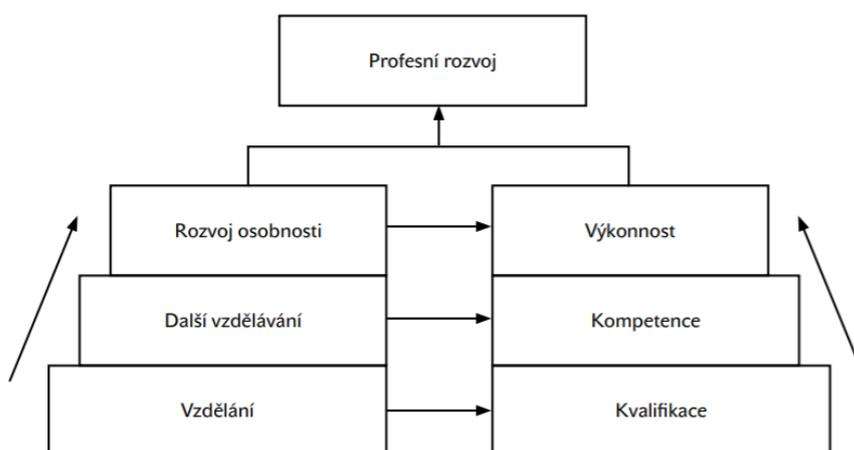 Profesní rozvoj
Rozvoj osobnosti
Výkonnost
Další vzdělávání
Kompetence
Vzdělání
Kvalifikace